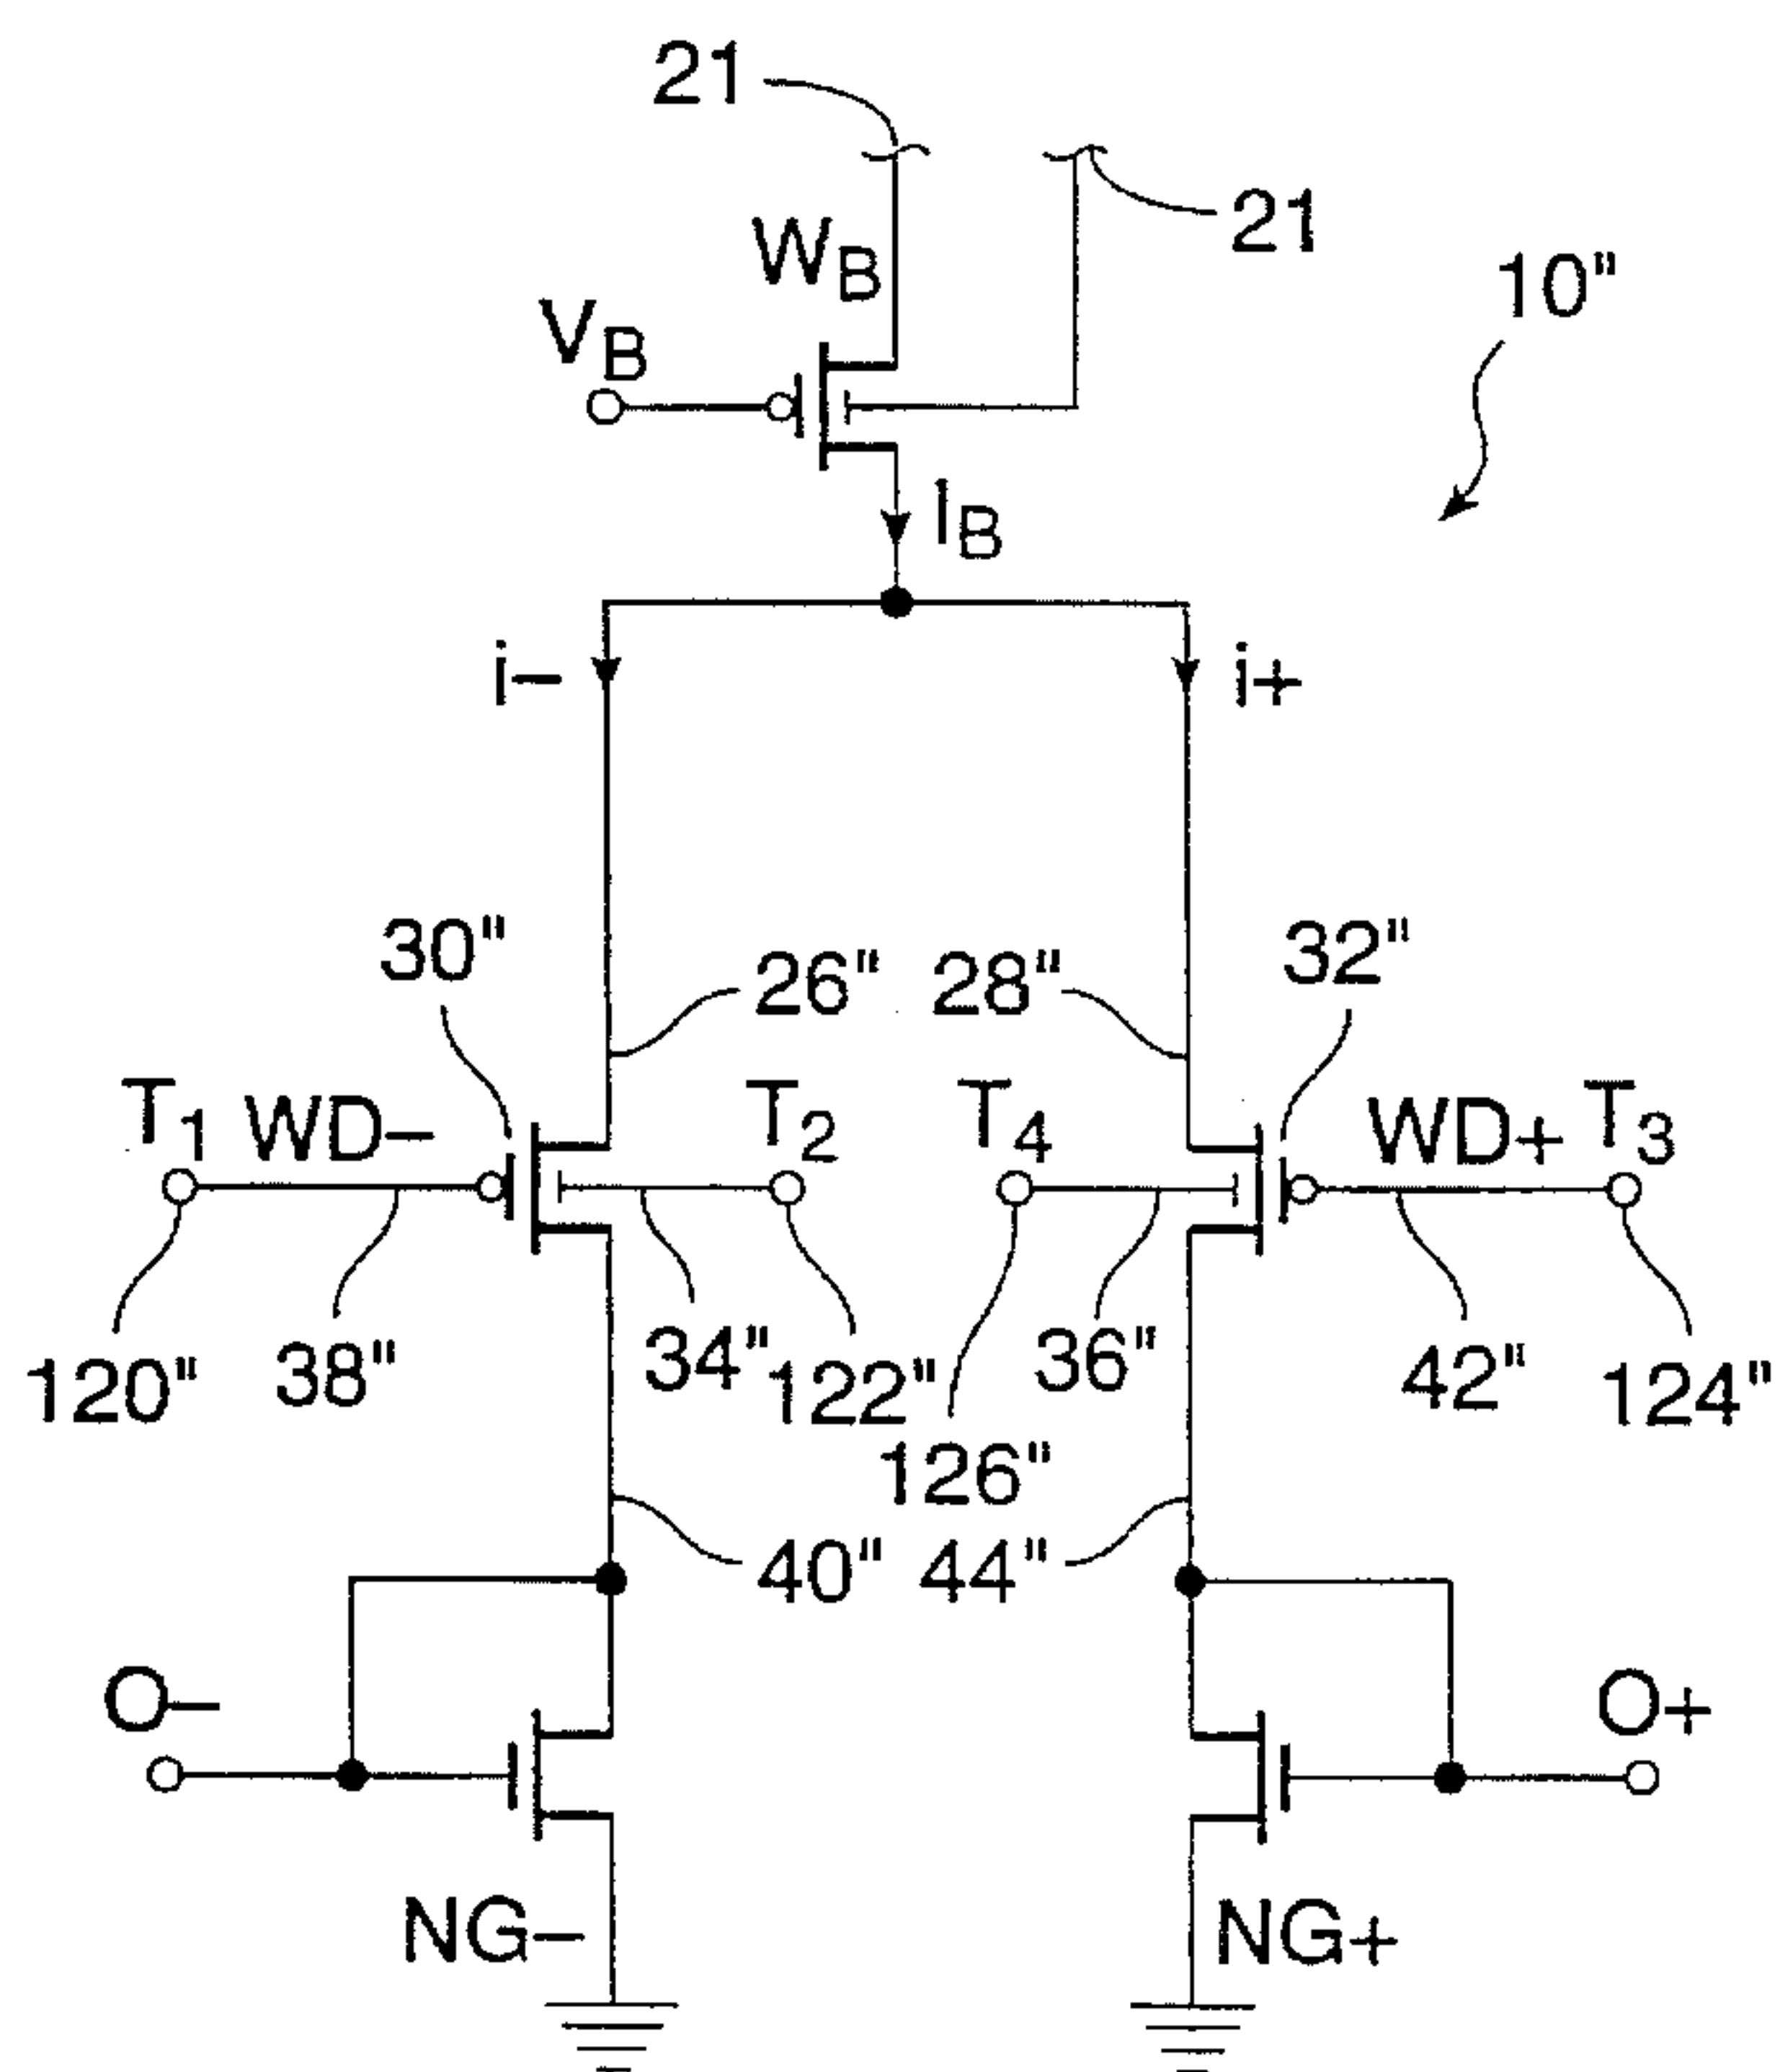 21
21
W_B
10"
V_B
I_B
i−
i+
30"
26"
28"
32"
T_1
WD−
T_2
T_4
WD+
T_3
120"
38"
34"
122"
36"
42"
124"
126"
40"
44"
O−
O+
NG−
NG+